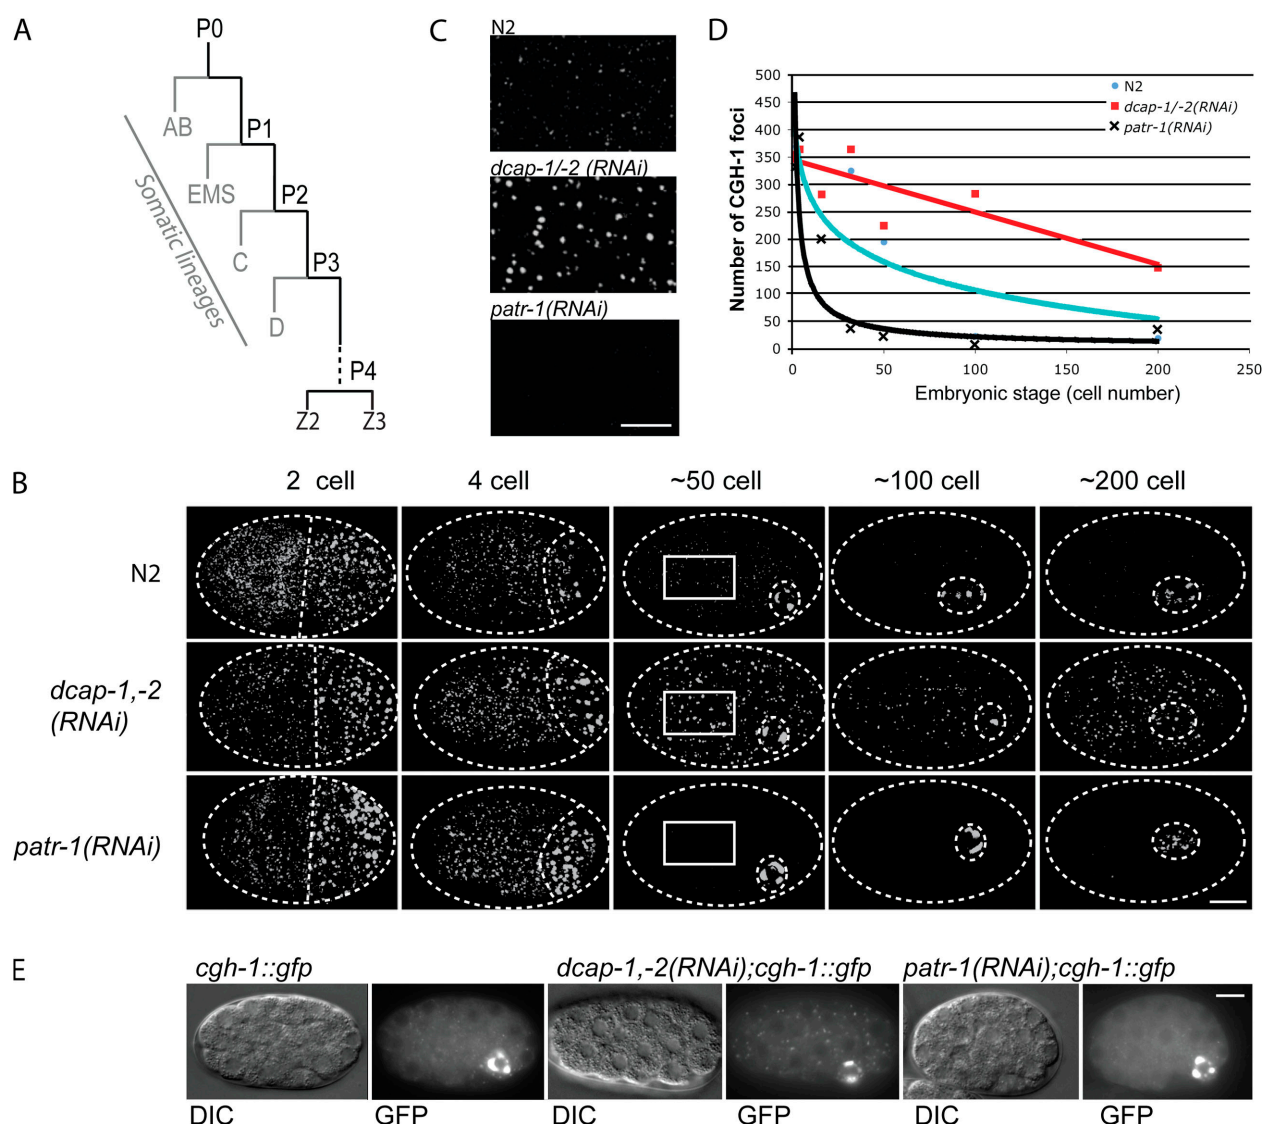 A
P0
AB
P1
EMS
P2
C
P3
D
P4
Z2 Z3
Somatic lineages
C
N2
dcap-1/-2 (RNAi)
patr-1(RNAi)
D
Number of CGH-1 foci
500
450
400
350
300
250
200
150
100
50
0
0 50 100 150 200 250
Embryonic stage (cell number)
N2
dcap-1/-2(RNAi)
patr-1(RNAi)
B
2 cell 4 cell ~50 cell ~100 cell ~200 cell
N2
dcap-1,-2
(RNAi)
patr-1(RNAi)
E
cgh-1::gfp dcap-1,-2(RNAi);cgh-1::gfp patr-1(RNAi);cgh-1::gfp
DIC GFP DIC GFP DIC GFP